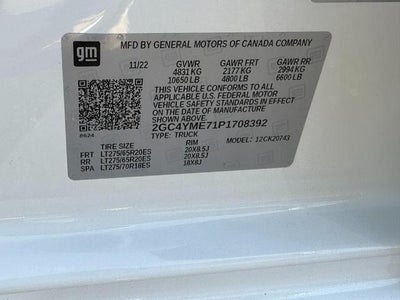 gm
MFD BY GENERAL MOTORS OF CANADA COMPANY
11/22 GVWR GAWR FRT GAWR RR
4831 KG 2177 KG 2994 KG
10650 LB 4800 LB 6600 LB
THIS VEHICLE CONFORMS TO ALL
APPLICABLE U.S. FEDERAL MOTOR
VEHICLE SAFETY STANDARDS IN EFFECT
ON THE DATE OF MANUFACTURE SHOWN ABOVE.
2GC4YME71P1708392
8624 TYPE: TRUCK MODEL: 12CK20743
TIRE SIZE RIM
FRT LT275/65R20ES 20X8.5J
RR LT275/65R20ES 20X8.5J
SPA LT275/70R18ES 18X8J